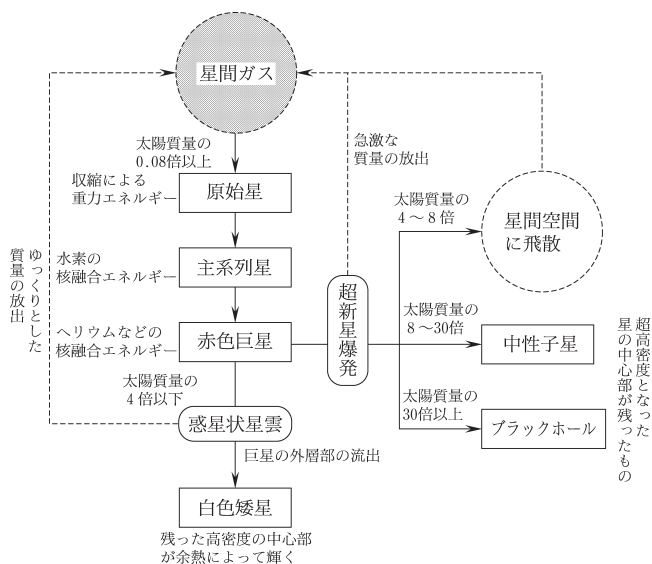 星間ガス
太陽質量の
0.08倍以上
収縮による
重力エネルギー
原始星
水素の
核融合エネルギー
主系列星
ヘリウムなどの
核融合エネルギー
赤色巨星
太陽質量の
4倍以下
惑星状星雲
巨星の外層部の流出
白色矮星
残った高密度の中心部
が余熱によって輝く
ゆっくりとした
質量の放出
超新星爆発
急激な
質量の放出
太陽質量の
4～8倍
星間空間
に飛散
太陽質量の
8～30倍
中性子星
太陽質量の
30倍以上
ブラックホール
超高密度となった
星の中心部が残ったもの